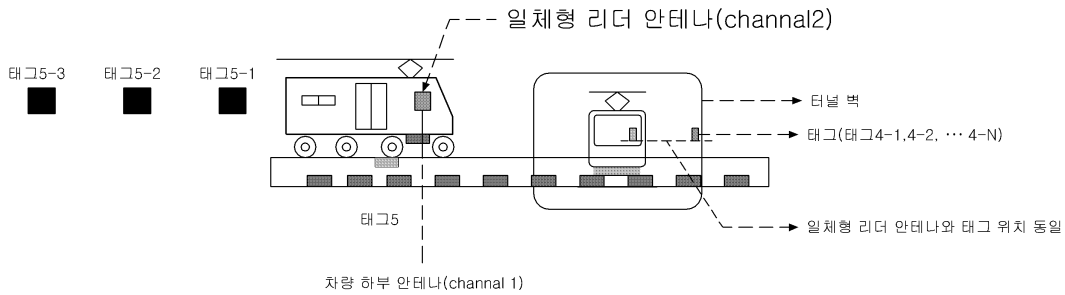 일체형 리더 안테나(channal2)
태그5-3
태그5-2
태그5-1
터널 벽
태그(태그4-1,4-2, ··· 4-N)
태그5
일체형 리더 안테나와 태그 위치 동일
차량 하부 안테나(channal 1)